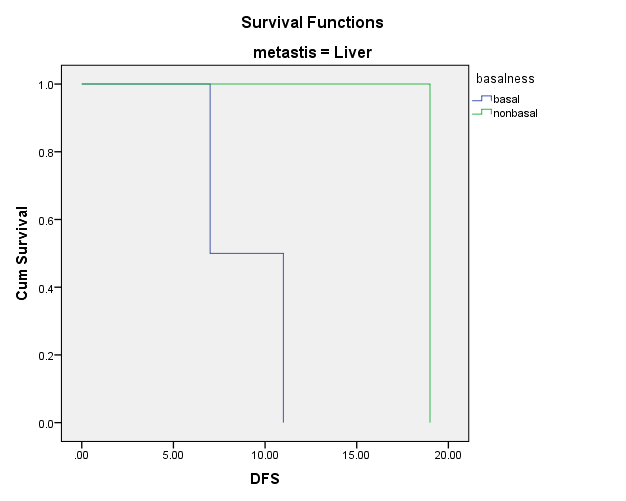 Survival Functions
metastis = Liver
basalness
basal
nonbasal
Cum Survival
1.0
0.8
0.6
0.4
0.2
0.0
.00 5.00 10.00 15.00 20.00
DFS